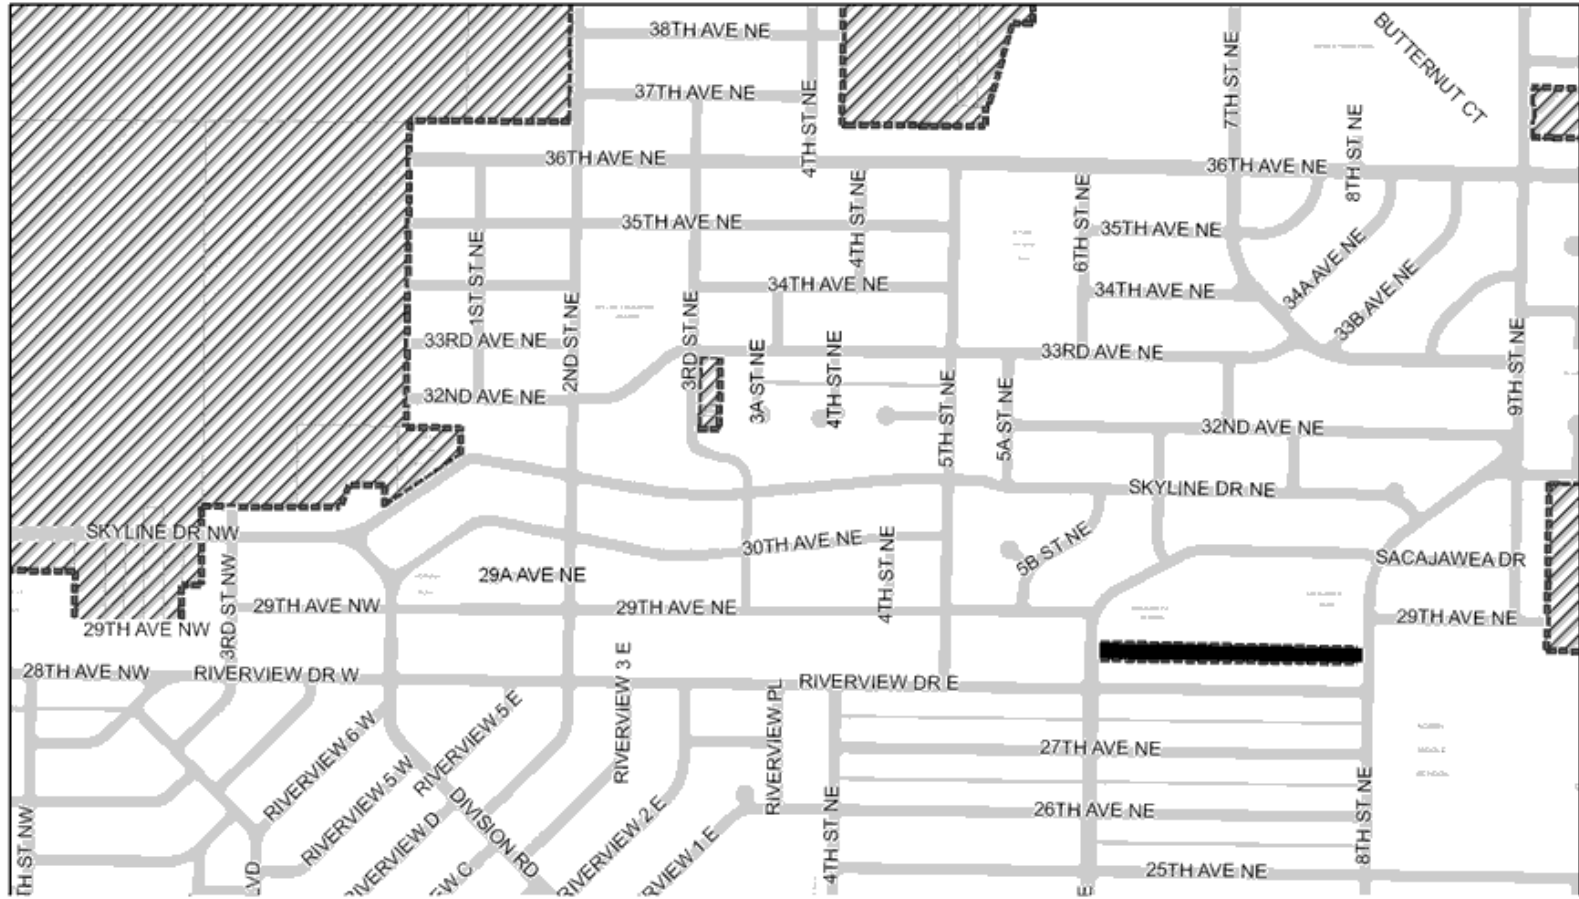 38TH AVE NE
BUTTERNUT CT
7TH ST NE
37TH AVE NE
4TH ST NE
8TH ST NE
36TH AVE NE
36TH AVE NE
4TH ST NE
6TH ST NE
35TH AVE NE
35TH AVE NE
1ST ST NE
34A AVE NE
33B AVE NE
34TH AVE NE
34TH AVE NE
2ND ST NE
3RD ST NE
33RD AVE NE
3A ST NE
4TH ST NE
33RD AVE NE
9TH ST NE
32ND AVE NE
5TH ST NE
5A ST NE
32ND AVE NE
SKYLINE DR NE
SKYLINE DR NW
30TH AVE NE
4TH ST NE
5B ST NE
SACAJAWEA DR
29A AVE NE
3RD ST NW
29TH AVE NW
29TH AVE NE
29TH AVE NE
29TH AVE NW
28TH AVE NW
RIVERVIEW DR W
RIVERVIEW 3 E
RIVERVIEW DR E
RIVERVIEW PL
RIVERVIEW 6 W
RIVERVIEW 5 E
27TH AVE NE
RIVERVIEW 5 W
DIVISION RD
RIVERVIEW 2 E
26TH AVE NE
4TH ST NE
8TH ST NE
TH ST NW
IVERVIEW D
RVIEW 1 E
25TH AVE NE
LVD
EW C
E